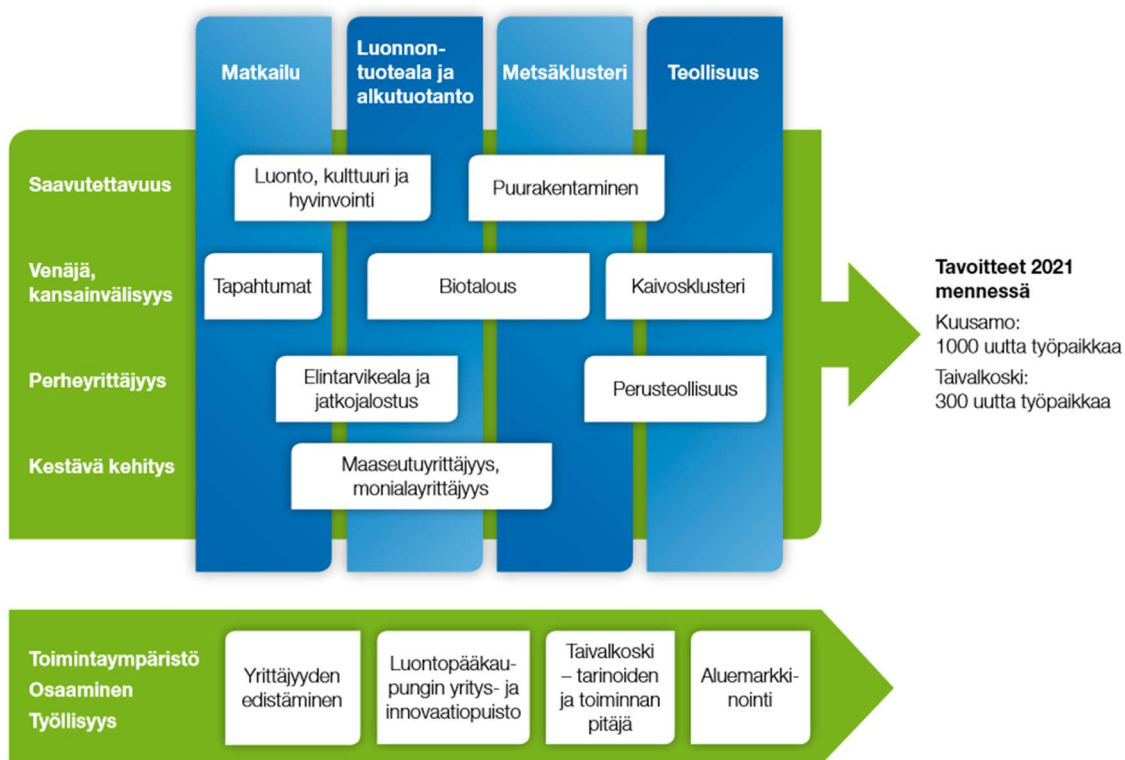 Matkailu
Luonnon-
tuoteala ja
alkutuotanto
Metsäklusteri
Teollisuus
Saavutettavuus
Luonto, kulttuuri ja
hyvinvointi
Puurakentaminen
Venäjä,
kansainvälisyys
Tapahtumat
Biotalous
Kaivosklusteri
Perheyrittäjyys
Elintarvikeala ja
jatkojalostus
Perusteollisuus
Kestävä kehitys
Maaseutuyrittäjyys,
monialayrittäjyys
Tavoitteet 2021
mennessä
Kuusamo:
1000 uutta työpaikkaa
Taivalkoski:
300 uutta työpaikkaa
Toimintaympäristö
Osaaminen
Työllisyys
Yrittäjyyden
edistäminen
Luontopääkau-
pungin yritys- ja
innovaatiopuisto
Taivalkoski
– tarinoiden
ja toiminnan
pitäjä
Aluemarkki-
nointi